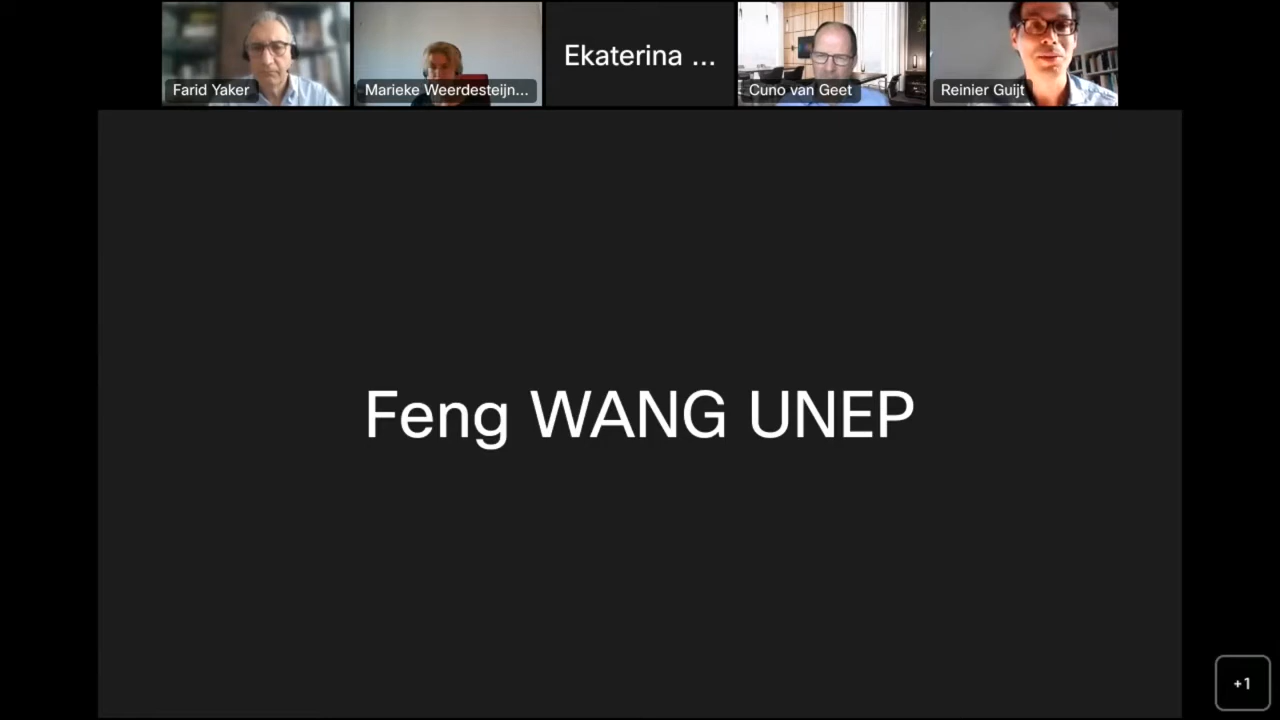 Farid Yaker
Marieke Weerdesteijn...
Ekaterina ...
Cuno van Geet
Reinier Guijt
Feng WANG UNEP
+1